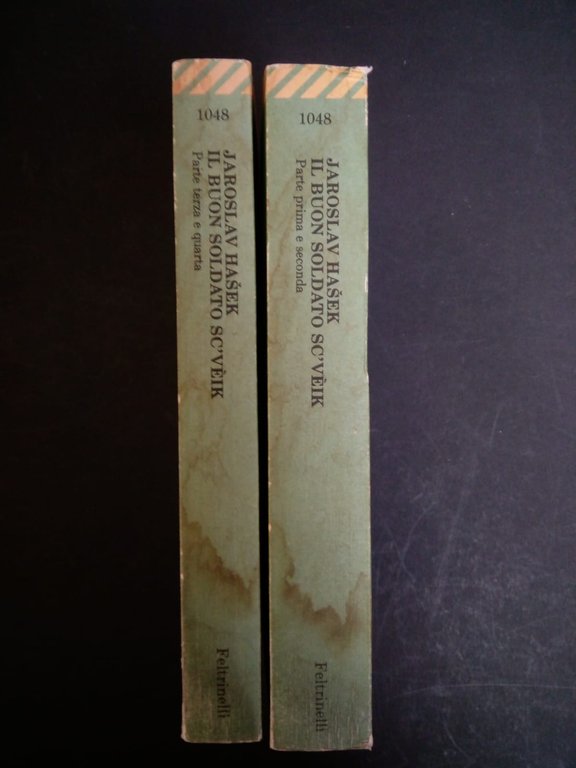 1048
JAROSLAV HAŠEK
IL BUON SOLDATO SC'VÈIK
Parte terza e quarta
Feltrinelli
1048
JAROSLAV HAŠEK
IL BUON SOLDATO SC'VÈIK
Parte prima e seconda
Feltrinelli